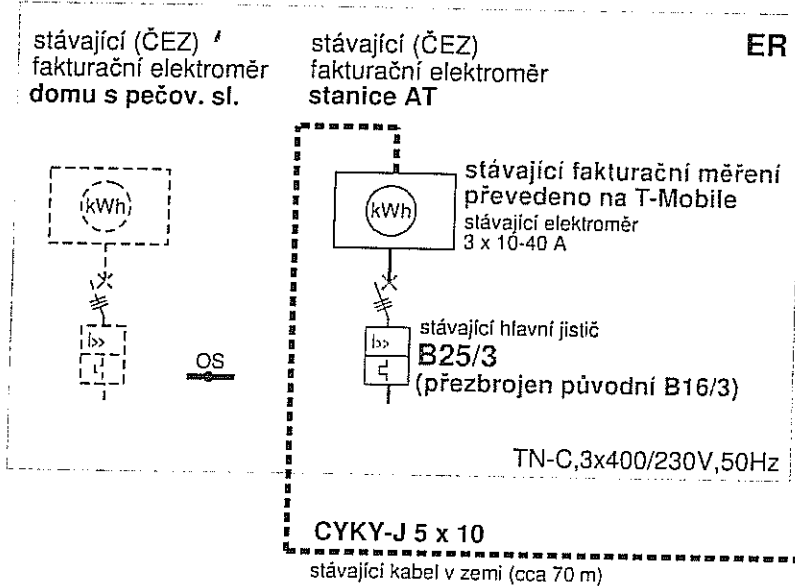 stávající (ČEZ)
fakturační elektroměr
domu s pečov. sl.
stávající (ČEZ)
fakturační elektroměr
stanice AT
ER
kWh
kWh
stávající fakturační měření
převedeno na T-Mobile
stávající elektroměr
3 x 10-40 A
I>>
OS
I>>
stávající hlavní jistič
B25/3
(přezbrojen původní B16/3)
TN-C,3x400/230V,50Hz
CYKY-J 5 x 10
stávající kabel v zemi (cca 70 m)